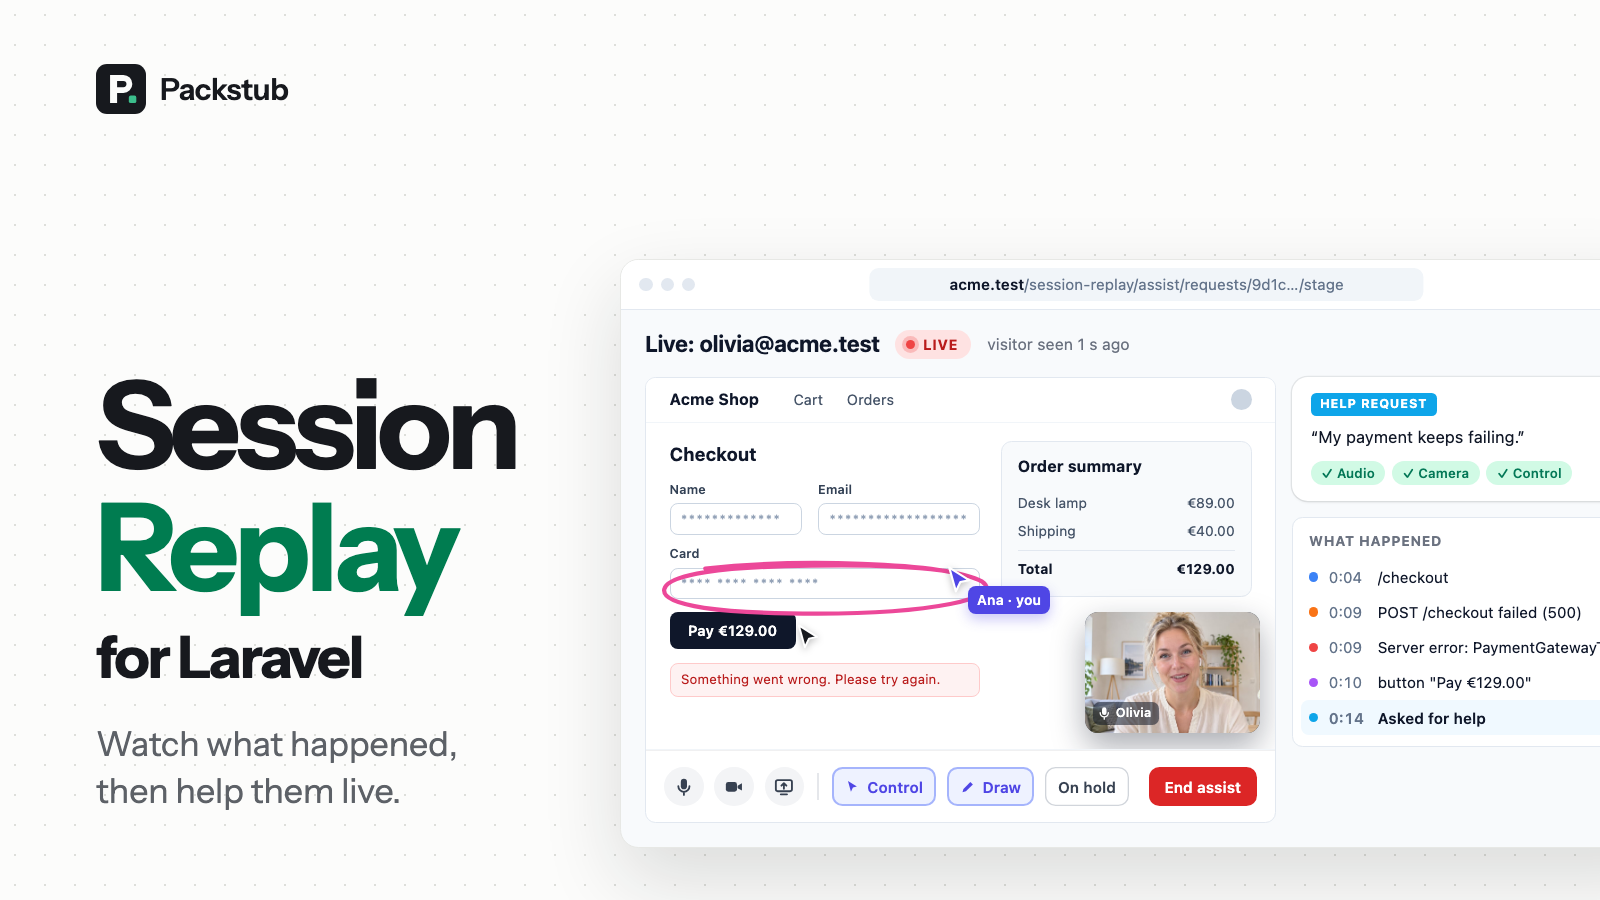 P. Packstub
Session
Replay
for Laravel
Watch what happened,
then help them live.
acme.test/session-replay/assist/requests/9d1c.../stage
Live: olivia@acme.test
LIVE
visitor seen 1 s ago
Acme Shop
Cart
Orders
Checkout
Name
Email
*************
*****************
Card
**** **** **** ****
Ana · you
Pay €129.00
Something went wrong. Please try again.
Order summary
Desk lamp €89.00
Shipping €40.00
Total €129.00
Olivia
Control
Draw
On hold
End assist
HELP REQUEST
“My payment keeps failing.”
✓ Audio
✓ Camera
✓ Control
WHAT HAPPENED
0:04 /checkout
0:09 POST /checkout failed (500)
0:09 Server error: PaymentGateway
0:10 button "Pay €129.00"
0:14 Asked for help